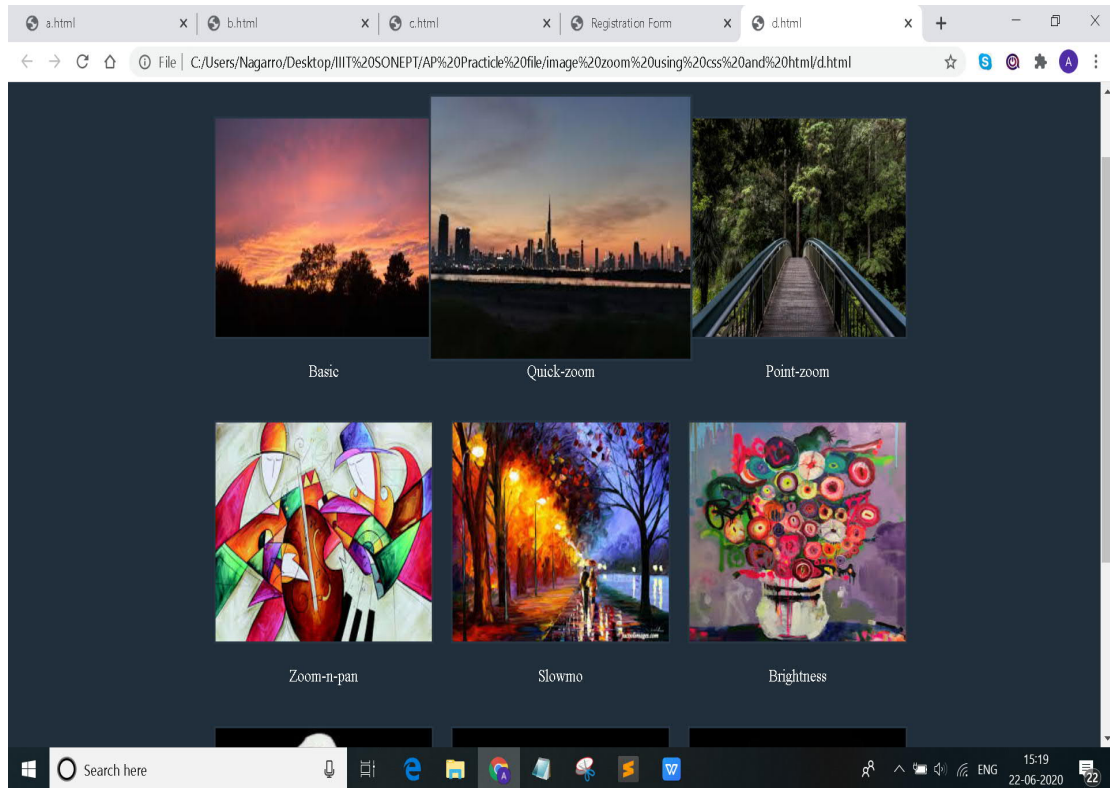 a.html
b.html
c.html
Registration Form
d.html
File | C:/Users/Nagarro/Desktop/IIIT%20SONEPT/AP%20Practicle%20file/image%20zoom%20using%20css%20and%20html/d.html
S
A
Basic
Quick-zoom
Point-zoom
Zoom-n-pan
Slowmo
Brightness
Search here
ENG
15:19
22-06-2020
22